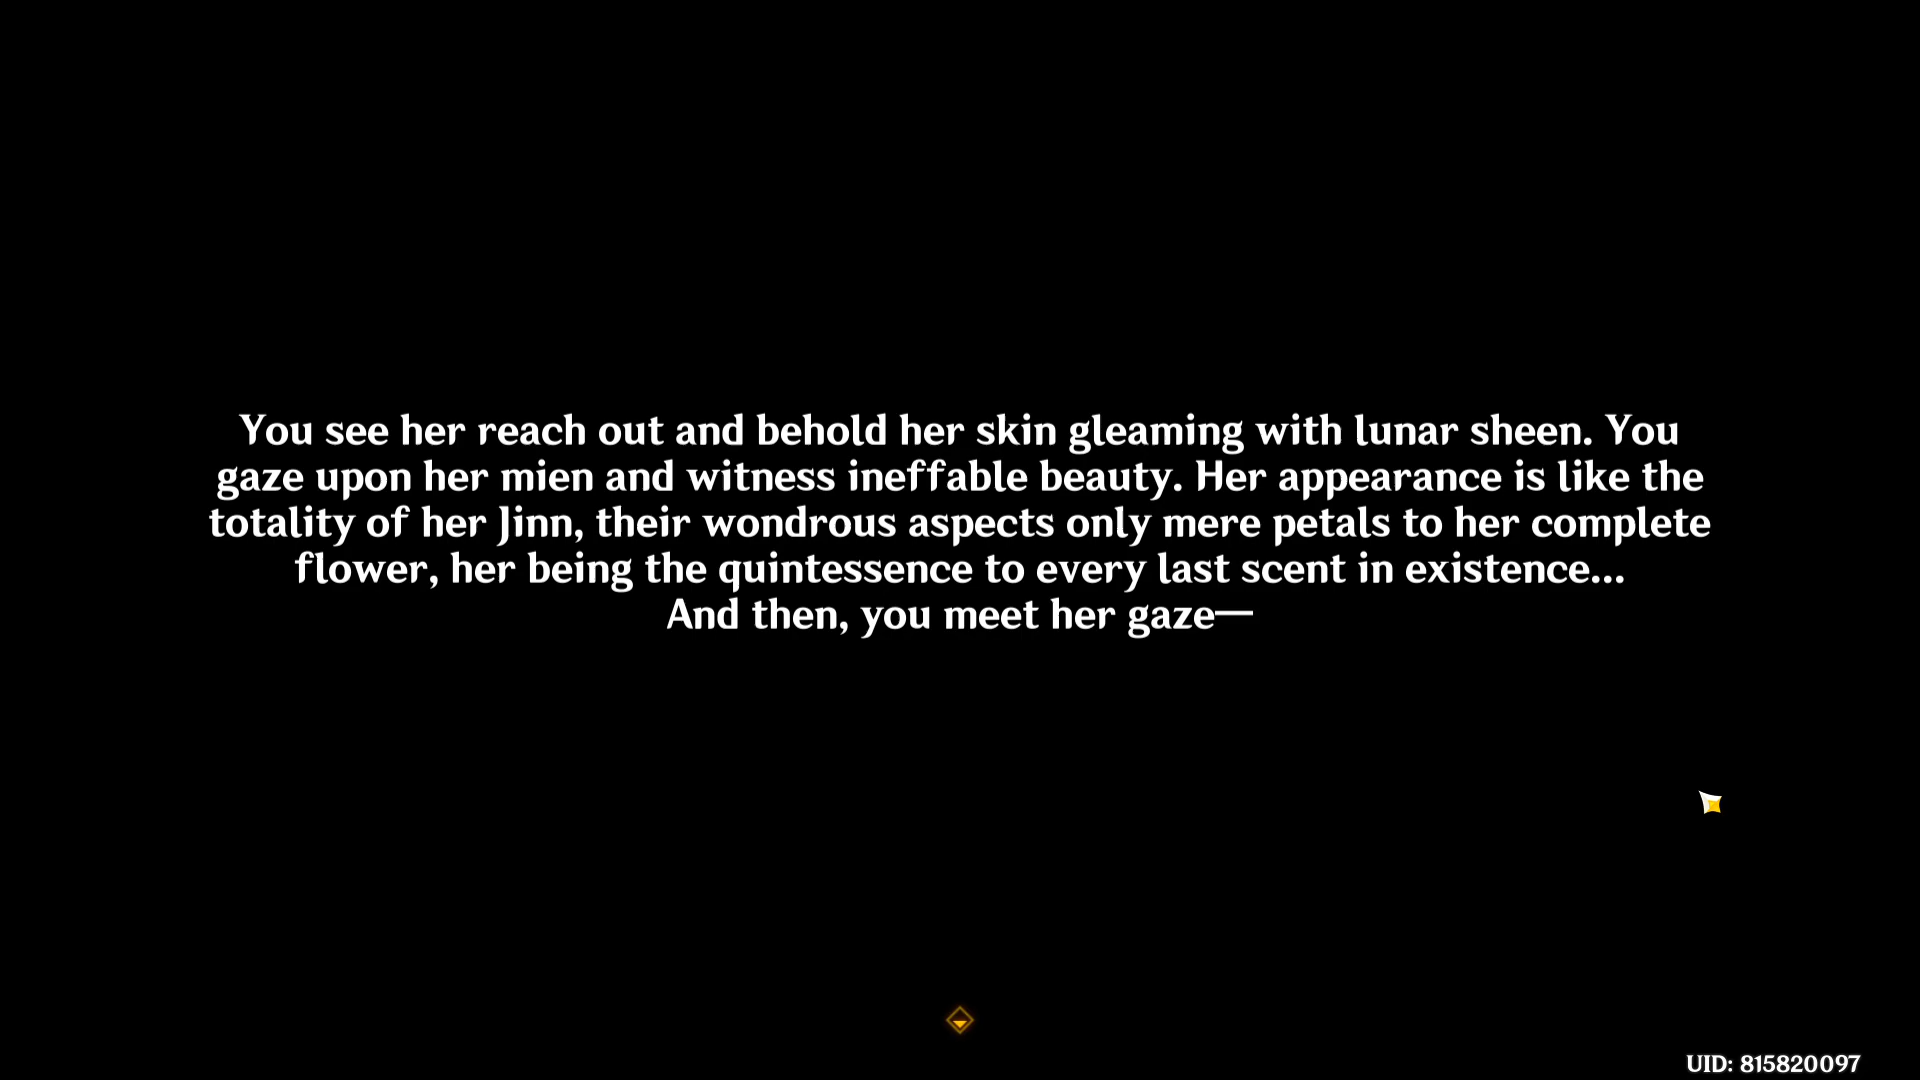 You see her reach out and behold her skin gleaming with lunar sheen. You
gaze upon her mien and witness ineffable beauty. Her appearance is like the
totality of her Jinn, their wondrous aspects only mere petals to her complete
flower, her being the quintessence to every last scent in existence...
And then, you meet her gaze—
UID: 815820097